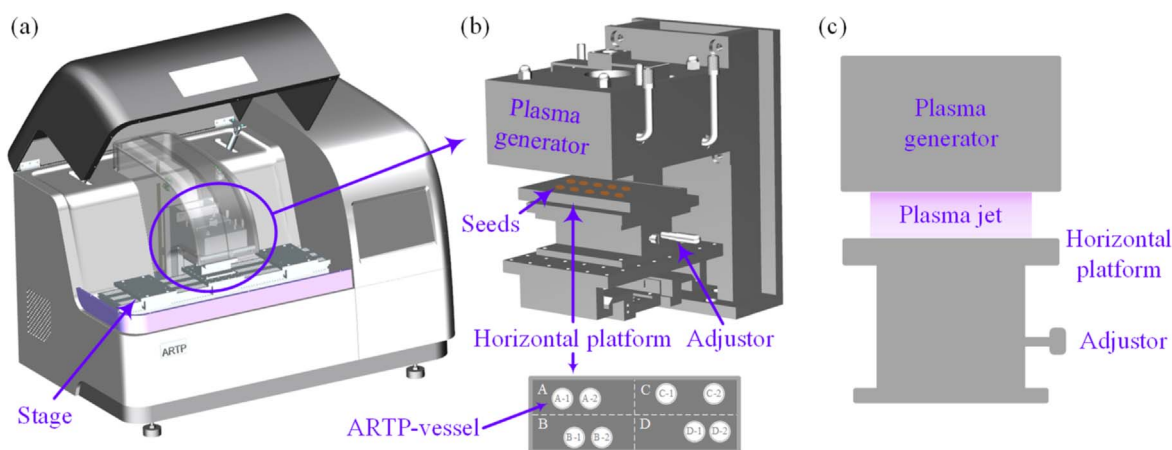 (a)
ARTP
Stage
(b)
Plasma
generator
Seeds
Horizontal platform
Adjustor
ARTP-vessel
A
A-1
A-2
C
C-1
C-2
B
B-1
B-2
D
D-1
D-2
(c)
Plasma
generator
Plasma jet
Horizontal
platform
Adjustor